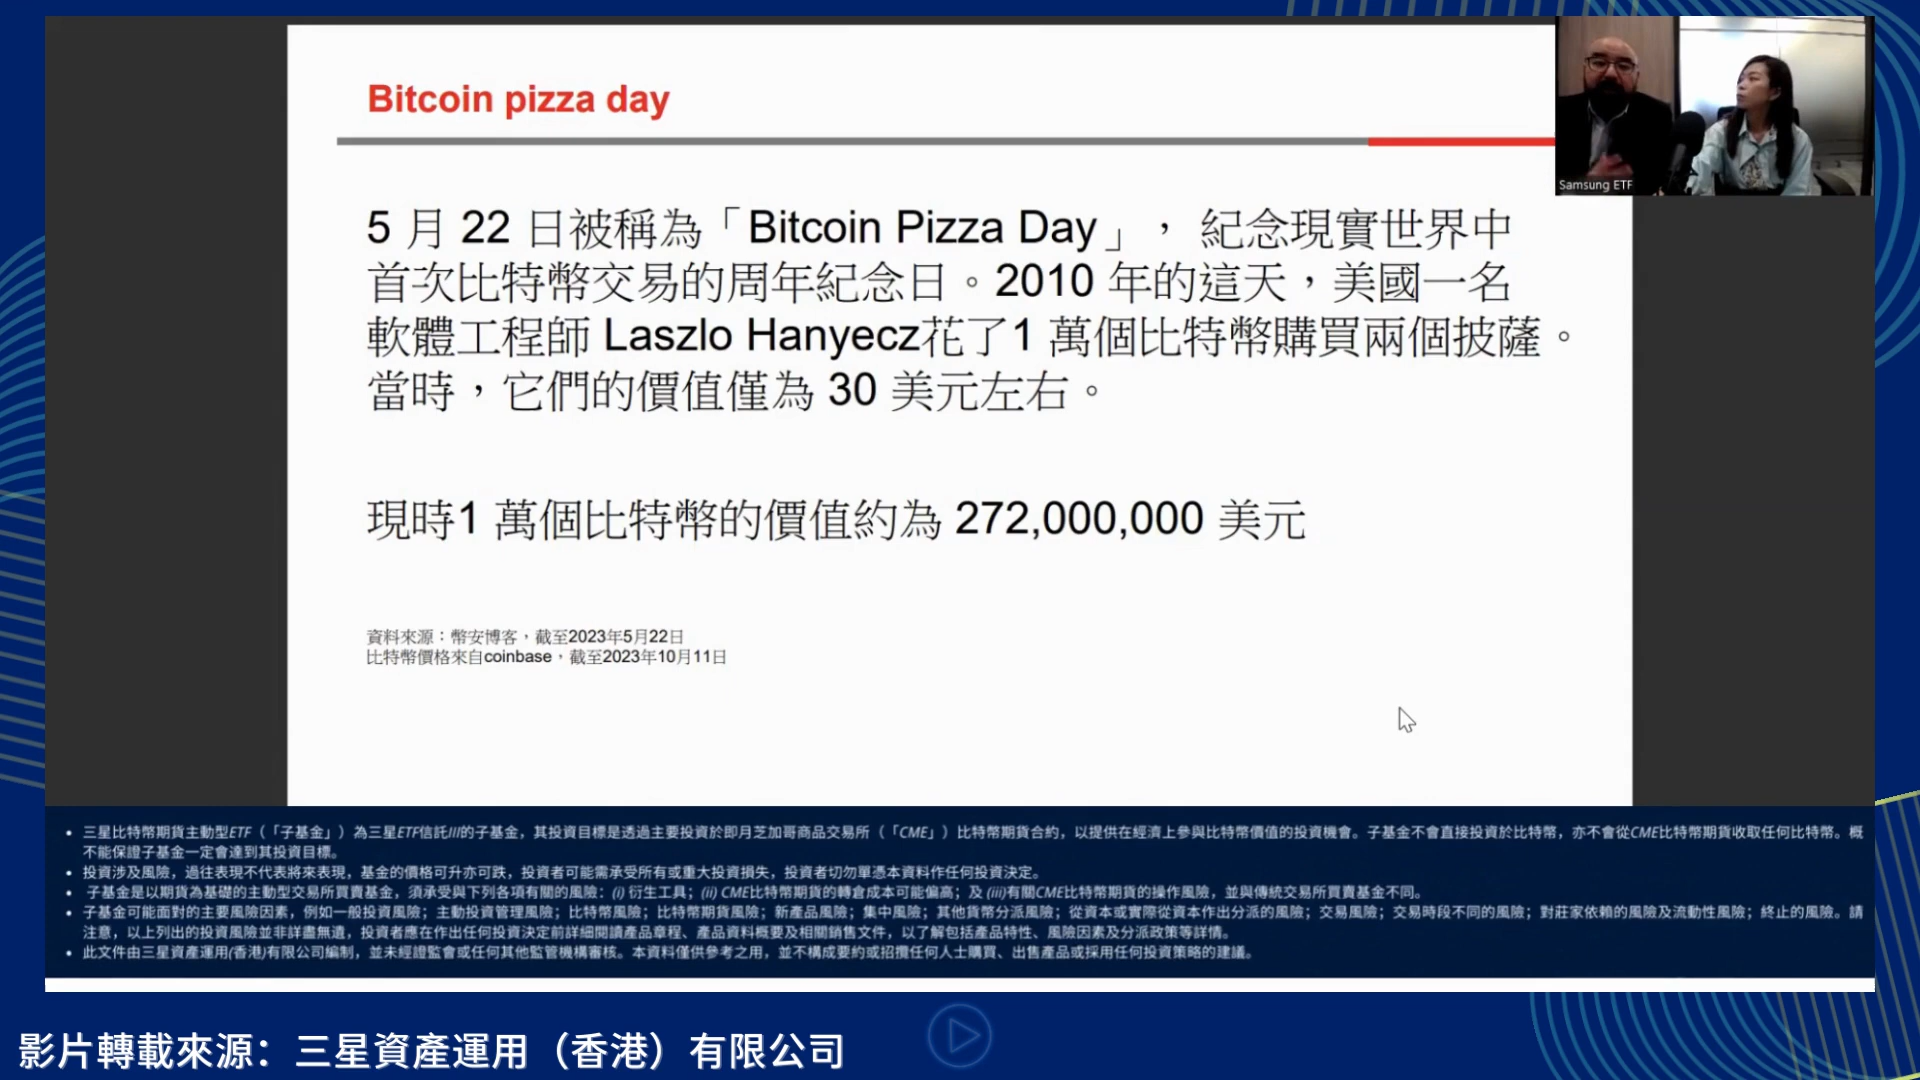 Bitcoin pizza day
Samsung ETF
5 月 22 日被稱為「Bitcoin Pizza Day」， 紀念現實世界中
首次比特幣交易的周年紀念日。2010 年的這天，美國一名
軟體工程師 Laszlo Hanyecz花了1 萬個比特幣購買兩個披薩。
當時，它們的價值僅為 30 美元左右。
現時1 萬個比特幣的價值約為 272,000,000 美元
資料來源：幣安博客，截至2023年5月22日
比特幣價格來自coinbase，截至2023年10月11日
• 三星比特幣期貨主動型ETF（「子基金」）為三星ETF信託III的子基金，其投資目標是透過主要投資於即月芝加哥商品交易所（「CME」）比特幣期貨合約，以提供在經濟上參與比特幣價值的投資機會。子基金不會直接投資於比特幣，亦不會從CME比特幣期貨收取任何比特幣。概
不能保證子基金一定會達到其投資目標。
• 投資涉及風險，過往表現不代表將來表現，基金的價格可升亦可跌，投資者可能需承受所有或重大投資損失，投資者切勿單憑本資料作任何投資決定。
• 子基金是以期貨為基礎的主動型交易所買賣基金，須承受與下列各項有關的風險：(i) 衍生工具；(ii) CME比特幣期貨的轉倉成本可能偏高；及 (iii)有關CME比特幣期貨的操作風險，並與傳統交易所買賣基金不同。
• 子基金可能面對的主要風險因素，例如一般投資風險；主動投資管理風險；比特幣風險；比特幣期貨風險；新產品風險；集中風險；其他貨幣分派風險；從資本或實際從資本作出分派的風險；交易風險；交易時段不同的風險；對莊家依賴的風險及流動性風險；終止的風險。請
注意，以上列出的投資風險並非詳盡無遺，投資者應在作出任何投資決定前詳細閱讀產品章程、產品資料概要及相關銷售文件，以了解包括產品特性、風險因素及分派政策等詳情。
• 此文件由三星資產運用(香港)有限公司編制，並未經證監會或任何其他監管機構審核。本資料僅供參考之用，並不構成要約或招攬任何人士購買、出售產品或採用任何投資策略的建議。
影片轉載來源：三星資產運用（香港）有限公司